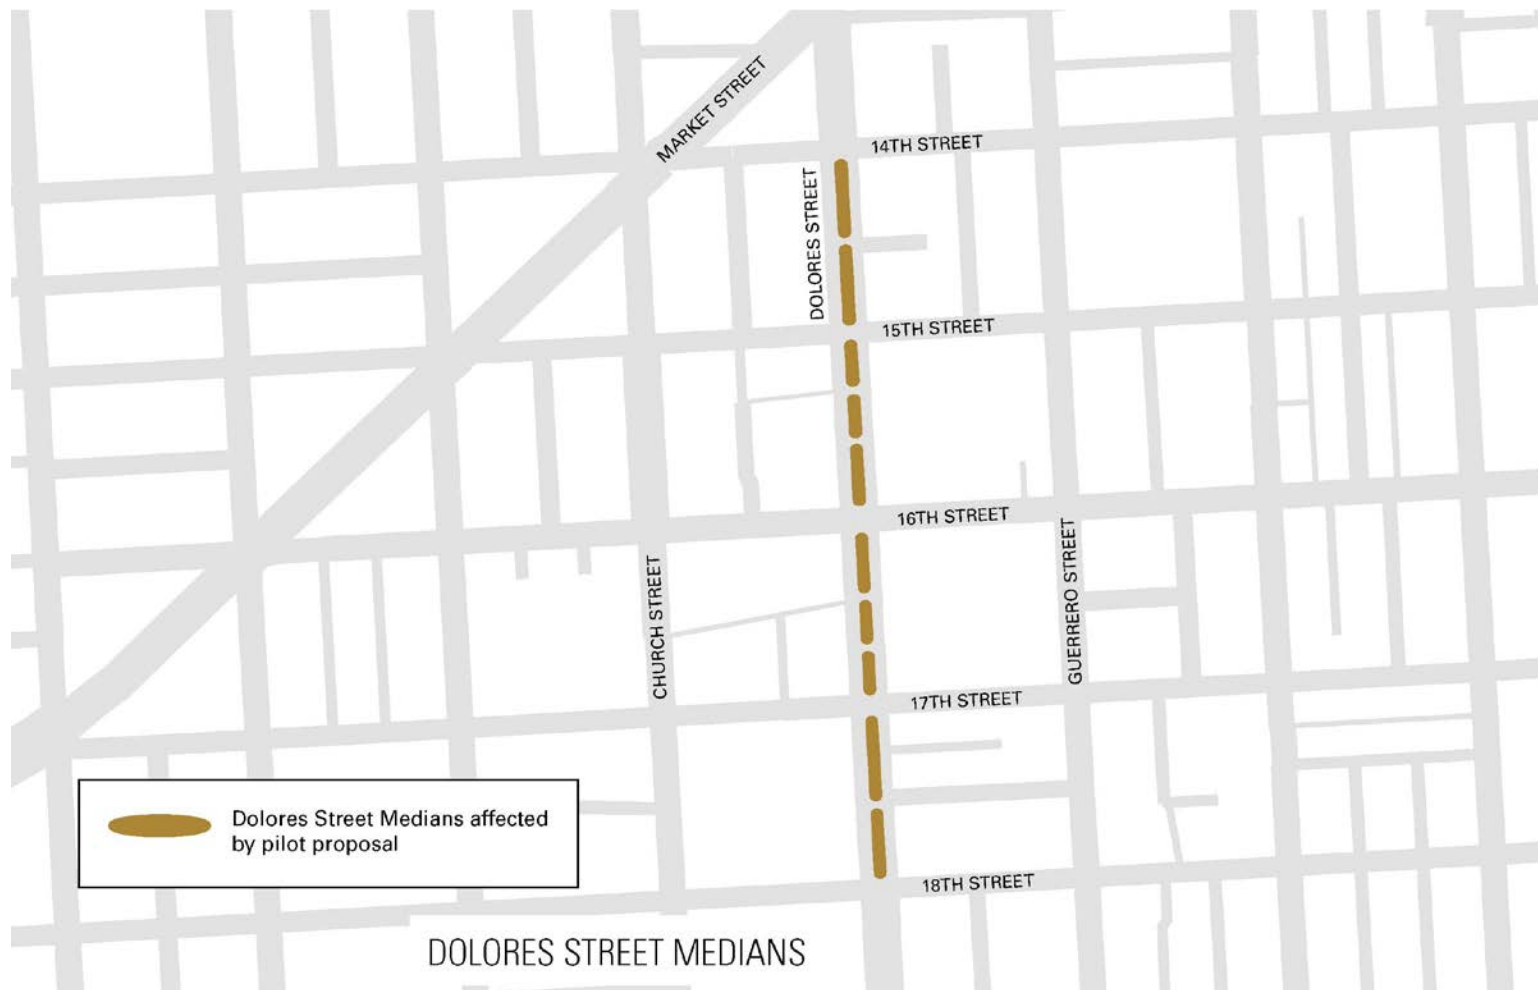 MARKET STREET
14TH STREET
DOLORES STREET
15TH STREET
16TH STREET
GUERRERO STREET
CHURCH STREET
17TH STREET
Dolores Street Medians affected
by pilot proposal
18TH STREET
DOLORES STREET MEDIANS